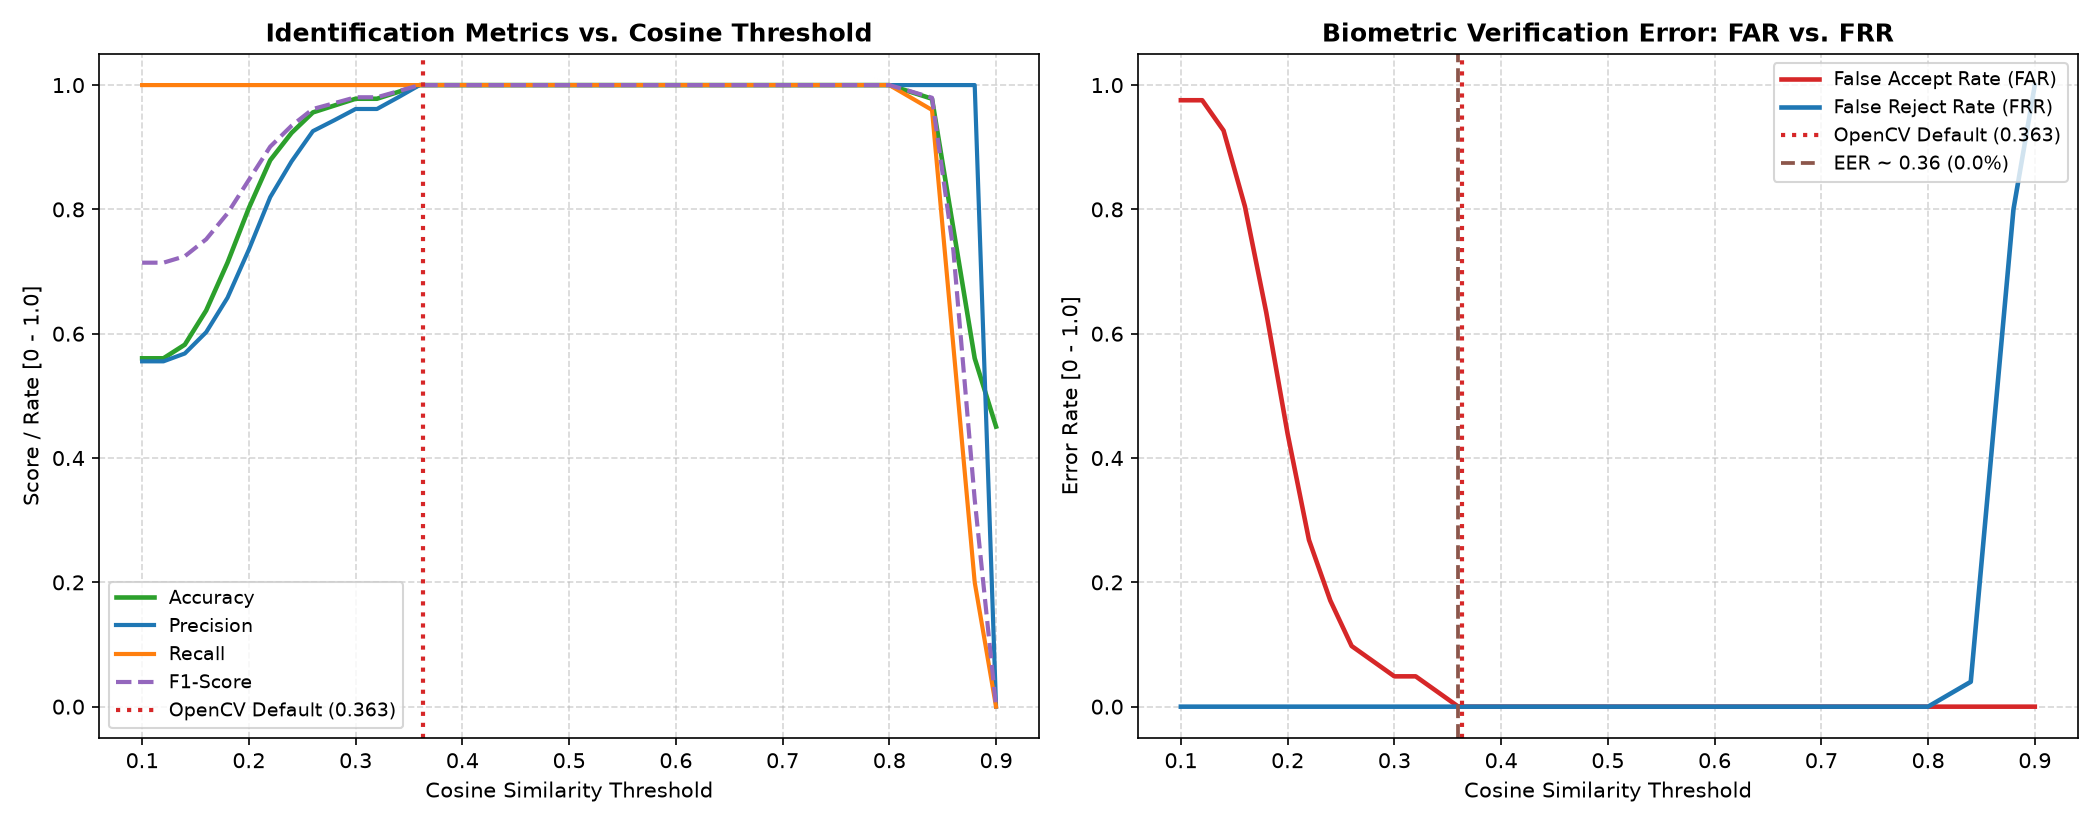 Identification Metrics vs. Cosine Threshold
Score / Rate [0 - 1.0]
1.0
0.8
0.6
0.4
0.2
0.0
Accuracy
Precision
Recall
F1-Score
OpenCV Default (0.363)
0.1 0.2 0.3 0.4 0.5 0.6 0.7 0.8 0.9
Cosine Similarity Threshold
Biometric Verification Error: FAR vs. FRR
Error Rate [0 - 1.0]
1.0
0.8
0.6
0.4
0.2
0.0
False Accept Rate (FAR)
False Reject Rate (FRR)
OpenCV Default (0.363)
EER ~ 0.36 (0.0%)
0.1 0.2 0.3 0.4 0.5 0.6 0.7 0.8 0.9
Cosine Similarity Threshold